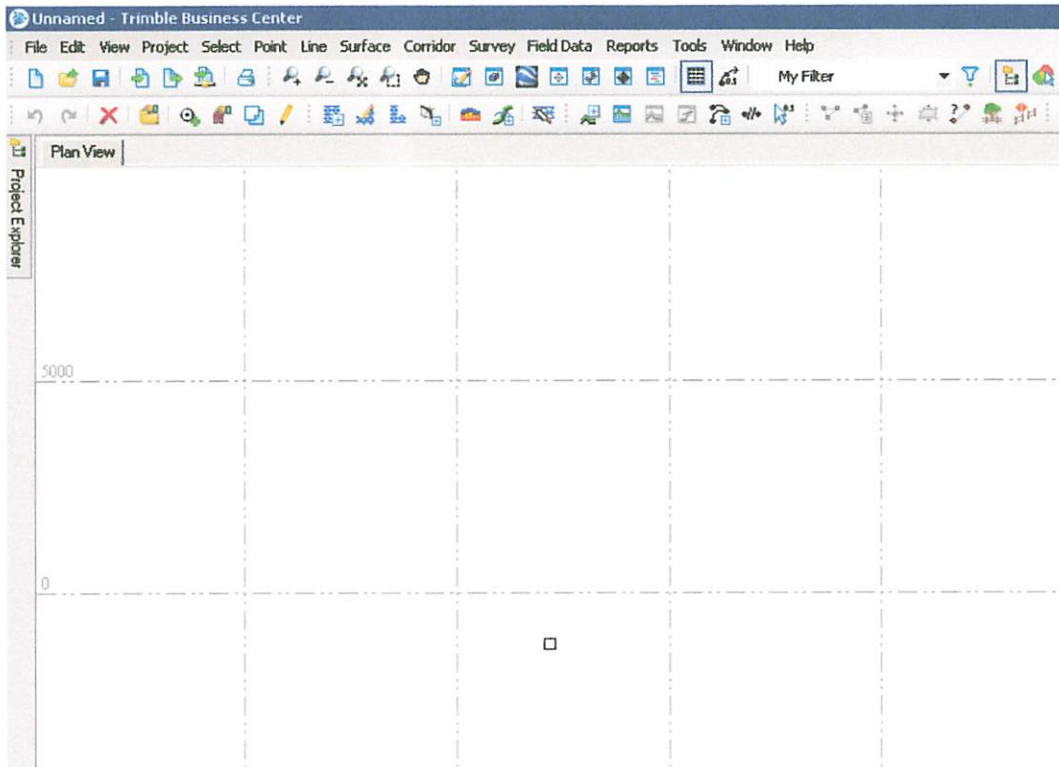 Unnamed - Trimble Business Center
File Edit View Project Select Point Line Surface Corridor Survey Field Data Reports Tools Window Help
My Filter
Plan View
Project Explorer
5000
0